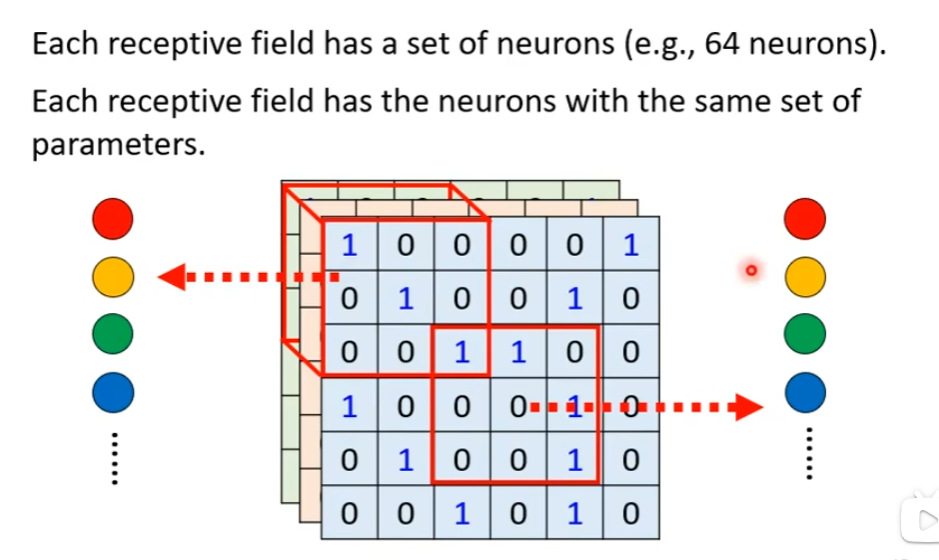 Each receptive field has a set of neurons (e.g., 64 neurons).
Each receptive field has the neurons with the same set of
parameters.
1 0 0 0 0 1
0 1 0 0 1 0
0 0 1 1 0 0
1 0 0 0 1 0
0 1 0 0 1 0
0 0 1 0 1 0